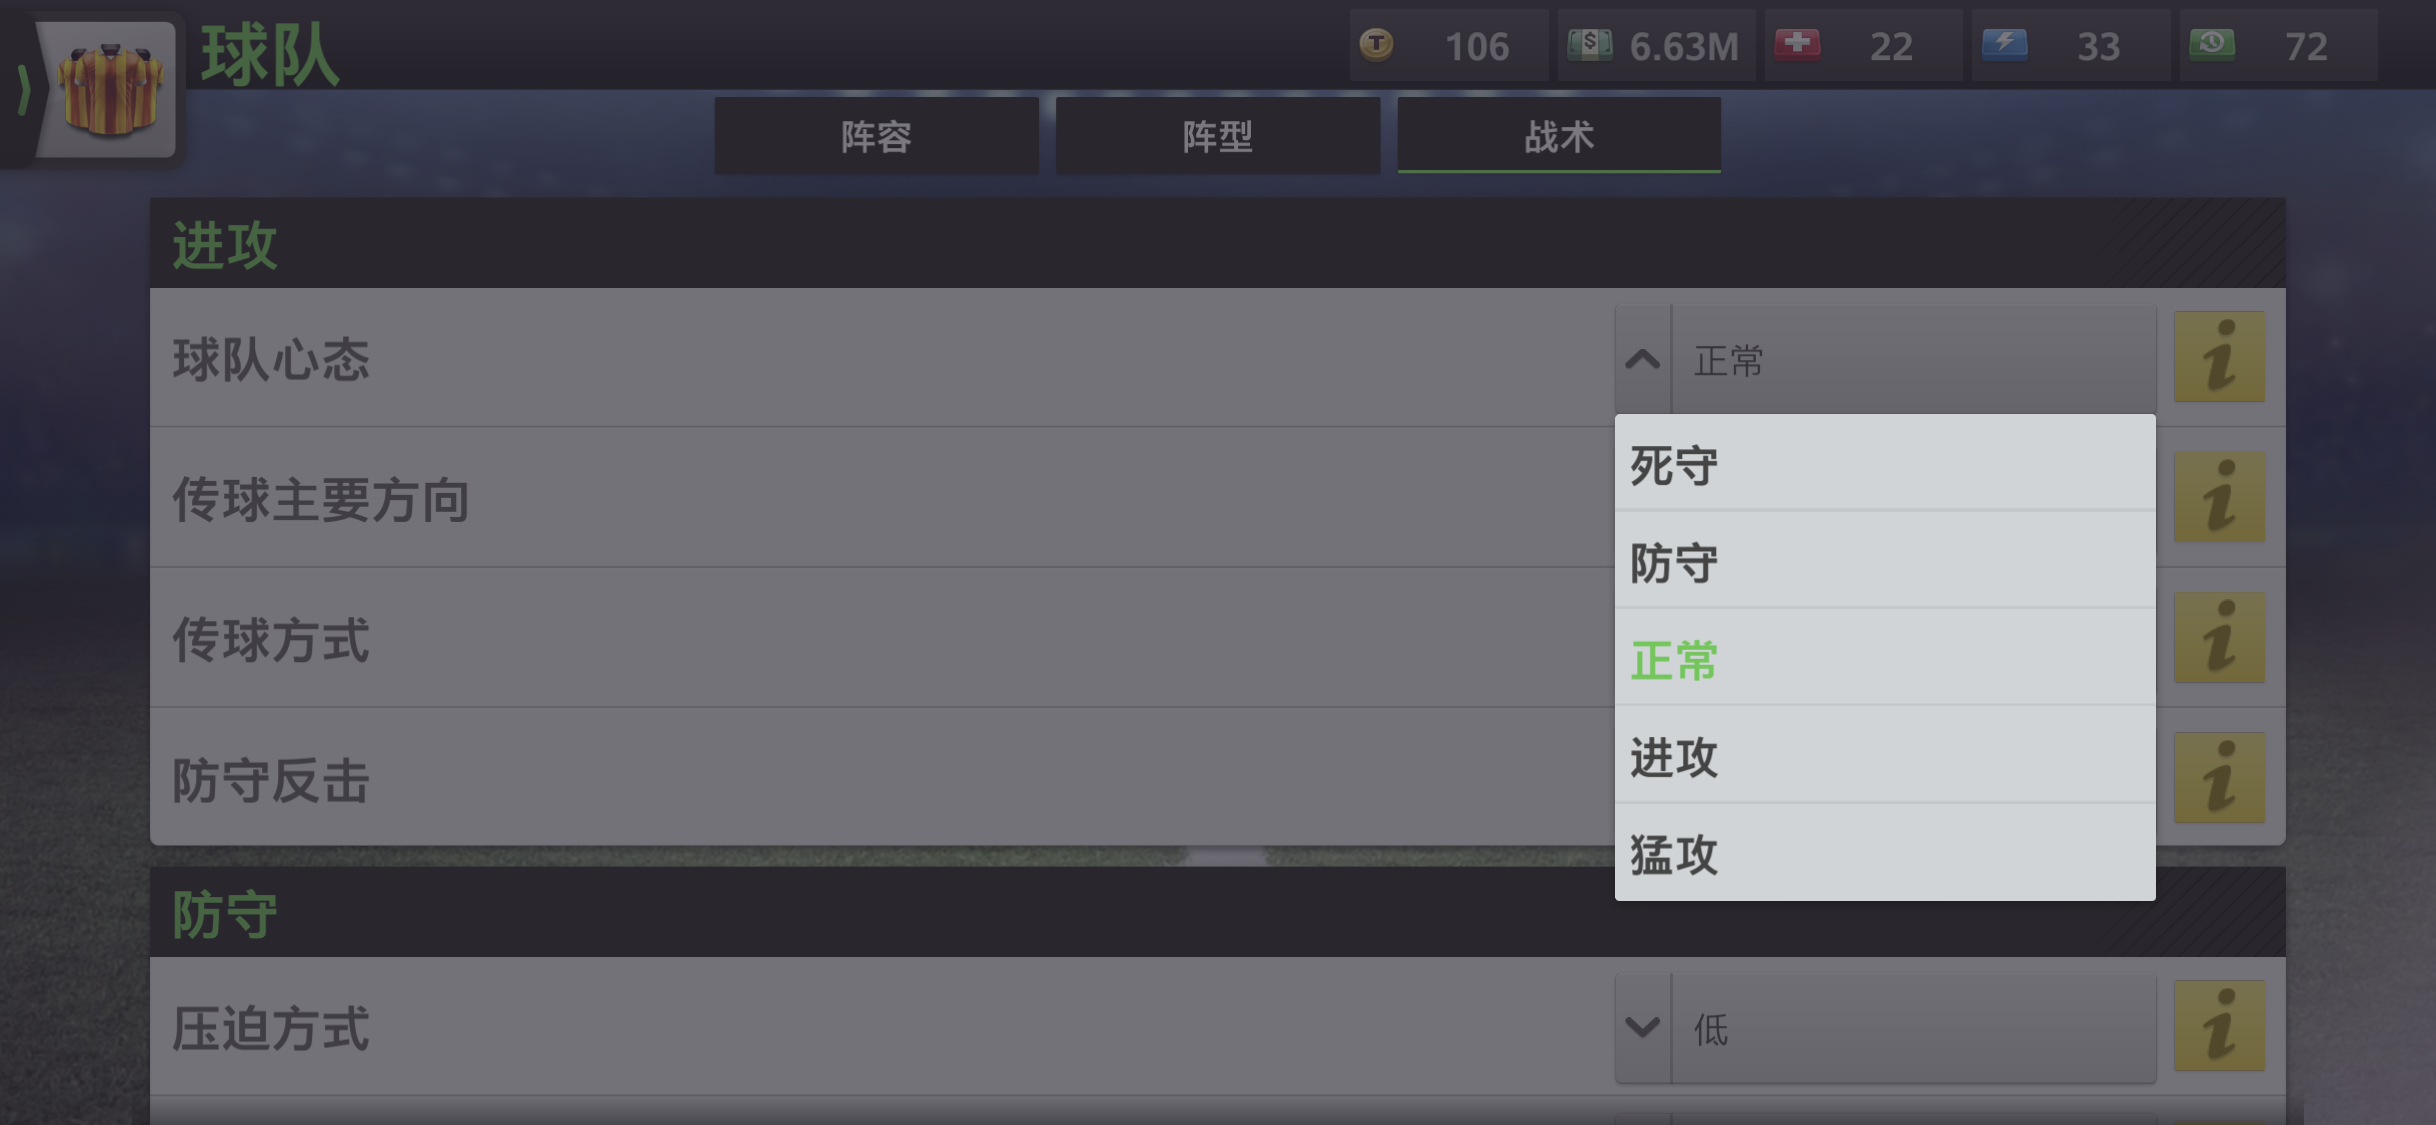 球队
106
6.63M
22
33
72
阵容
阵型
战术
进攻
球队心态
正常
死守
防守
正常
进攻
猛攻
传球主要方向
传球方式
防守反击
防守
压迫方式
低